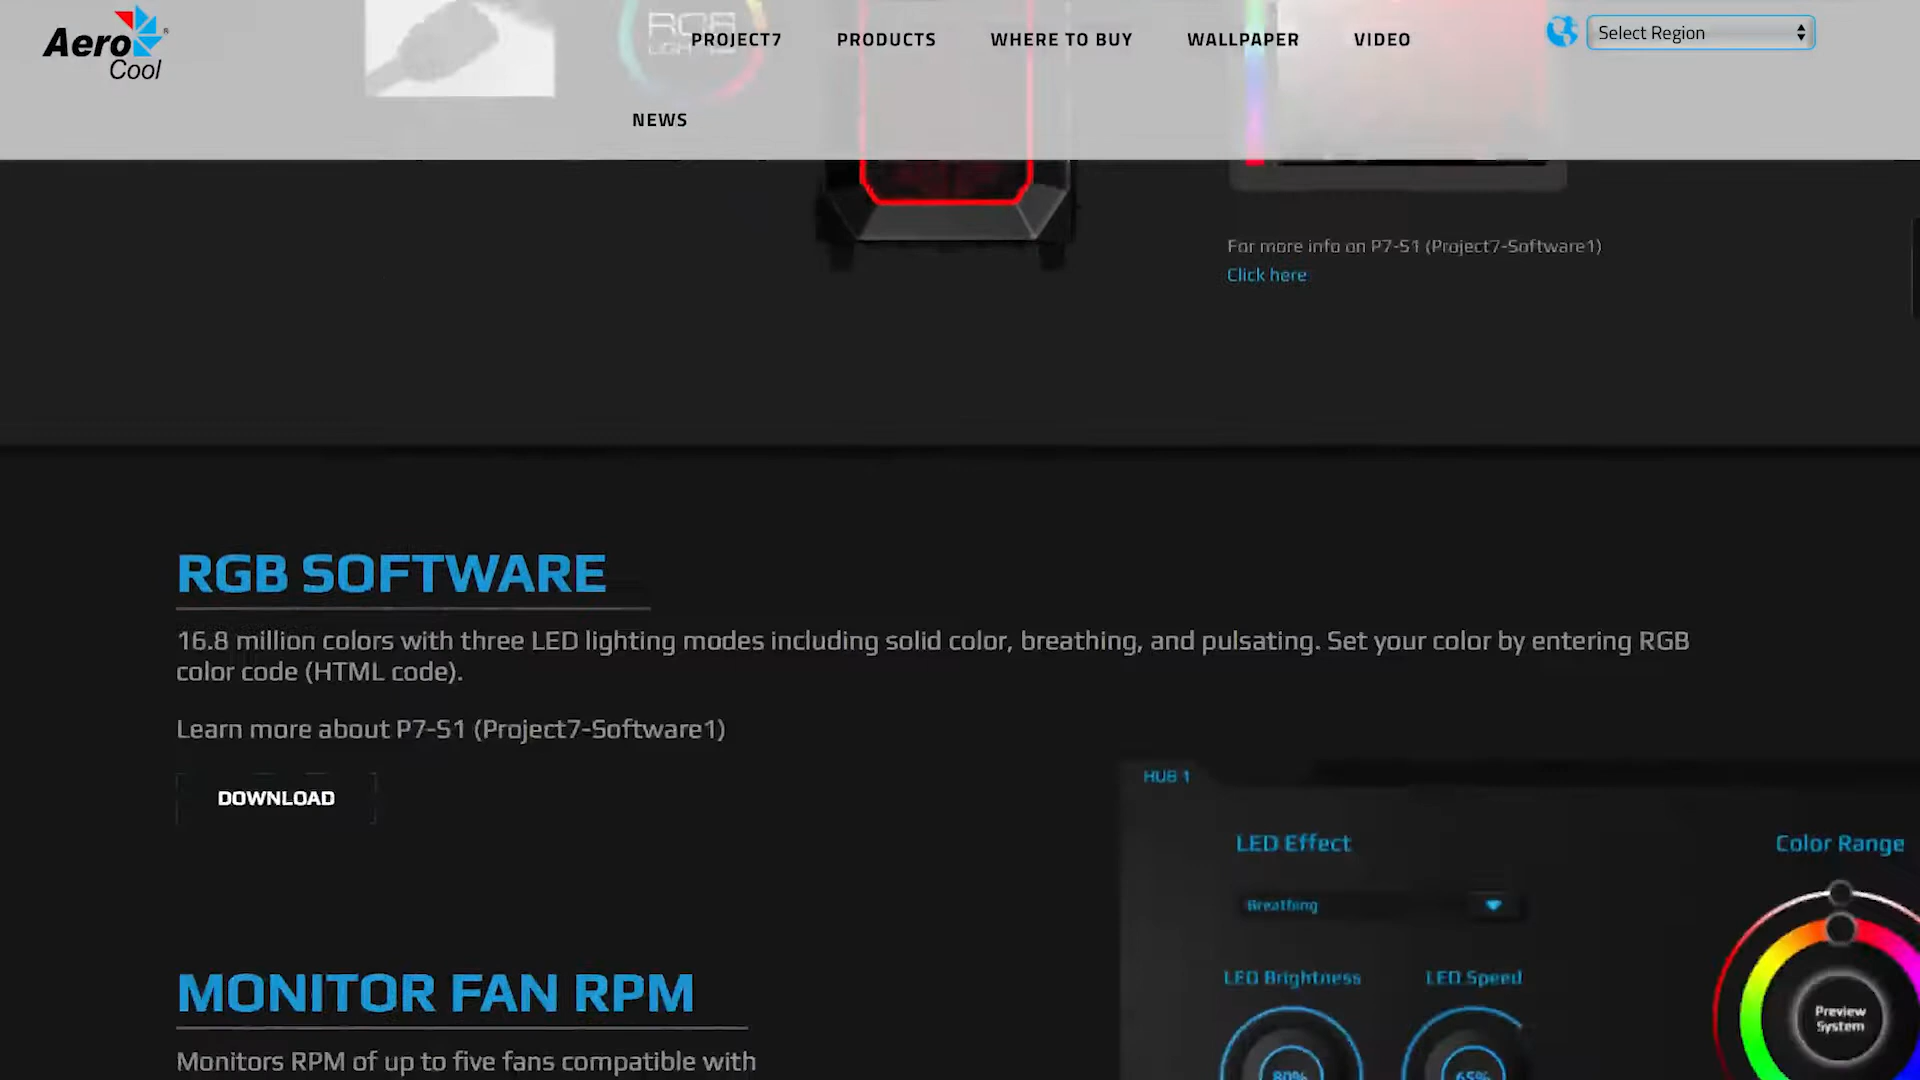 Aero
Cool
RGB
PROJECT7
PRODUCTS
WHERE TO BUY
WALLPAPER
VIDEO
Select Region
NEWS
For more info on P7-S1 (Project7-Software1)
Click here
RGB SOFTWARE
16.8 million colors with three LED lighting modes including solid color, breathing, and pulsating. Set your color by entering RGB
color code (HTML code).
Learn more about P7-S1 (Project7-Software1)
DOWNLOAD
HUB 1
LED Effect
Color Range
Breathing
LED Brightness
LED Speed
Preview
System
80%
65%
MONITOR FAN RPM
Monitors RPM of up to five fans compatible with